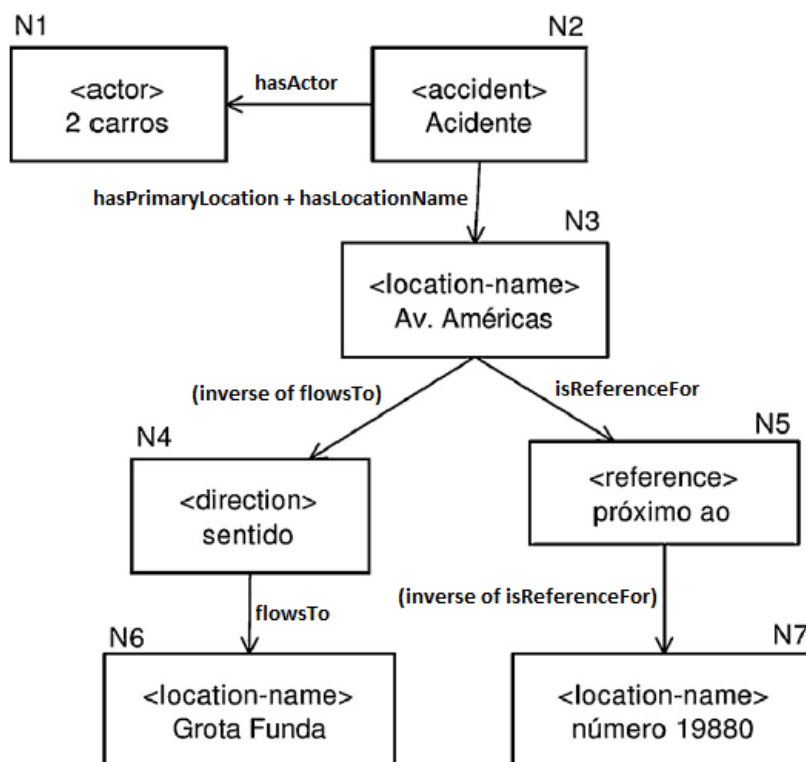 N1
N2
<actor>
2 carros
hasActor
<accident>
Acidente
hasPrimaryLocation + hasLocationName
N3
<location-name>
Av. Américas
(inverse of flowsTo)
isReferenceFor
N4
N5
<direction>
sentido
<reference>
próximo ao
flowsTo
(inverse of isReferenceFor)
N6
N7
<location-name>
Grota Funda
<location-name>
número 19880